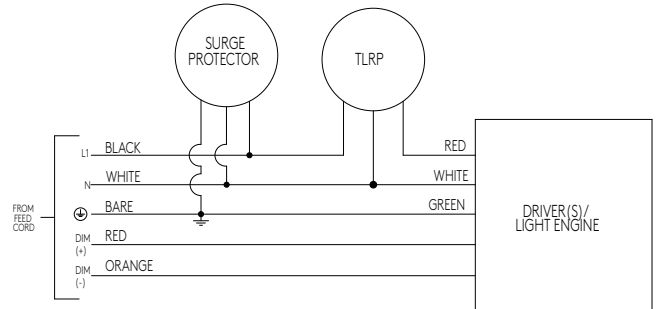 SURGE
PROTECTOR
TLRP
L1 BLACK RED
N WHITE WHITE
BARE GREEN
DIM
(+)
RED
DIM
(-)
ORANGE
FROM
FEED
CORD
DRIVER(S)/
LIGHT ENGINE